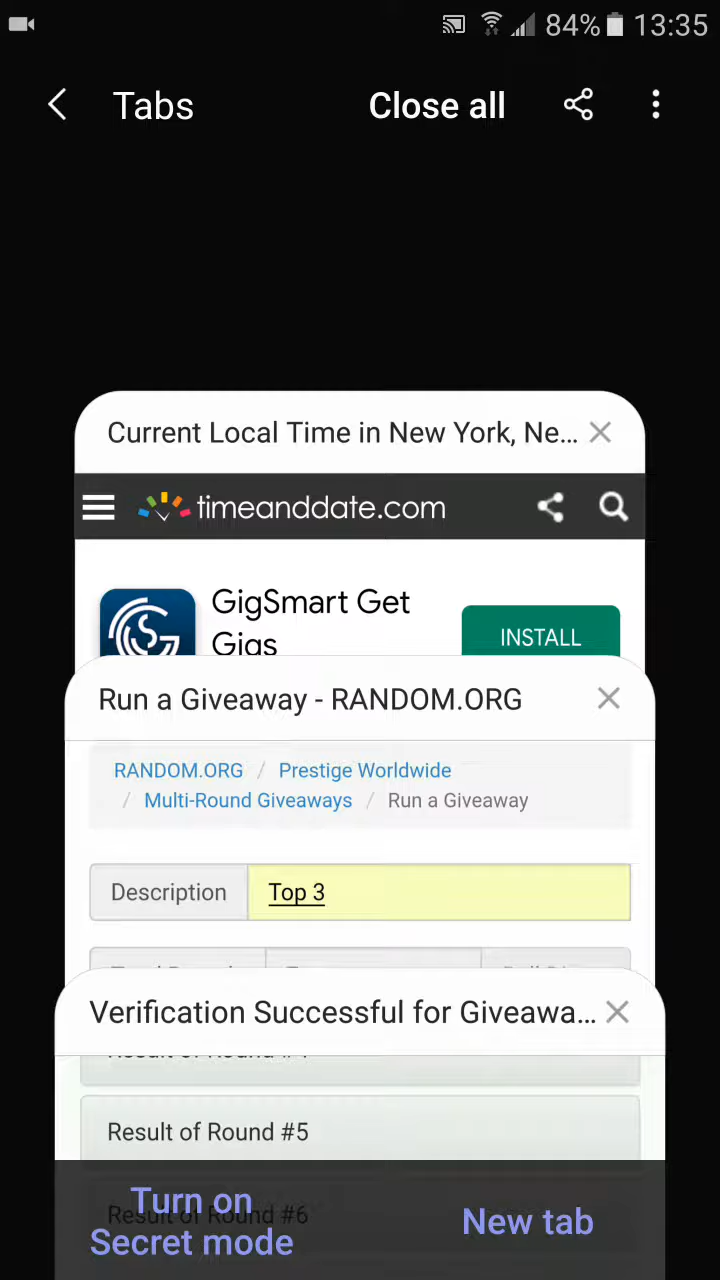 84% 13:35
Tabs Close all
Current Local Time in New York, Ne...
timeanddate.com
GigSmart Get
Gigs
INSTALL
Run a Giveaway - RANDOM.ORG
RANDOM.ORG / Prestige Worldwide
/ Multi-Round Giveaways / Run a Giveaway
Description Top 3
Verification Successful for Giveawa...
Result of Round #5
Result of Round #6
Turn on
Secret mode
New tab